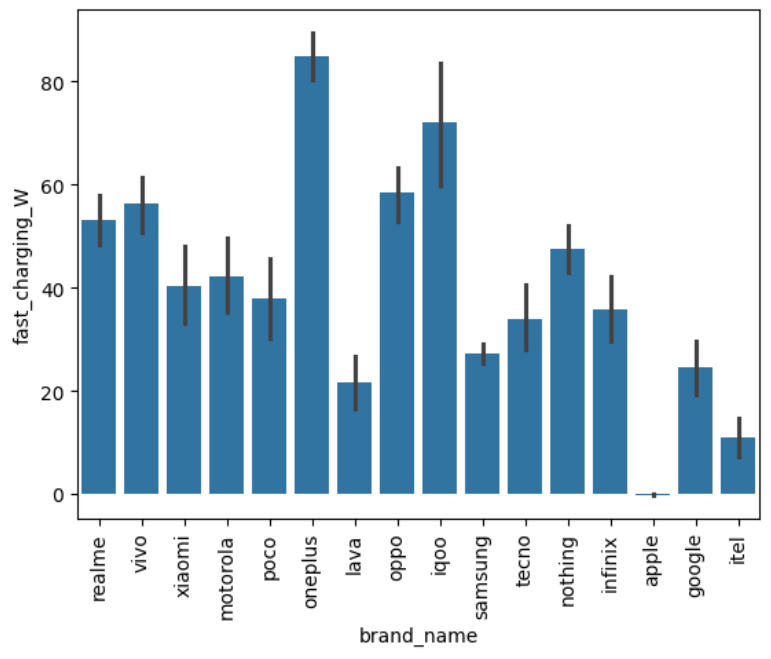 fast_charging_W
80
60
40
20
0
realme
vivo
xiaomi
motorola
poco
oneplus
lava
oppo
iqoo
samsung
tecno
nothing
infinix
apple
google
itel
brand_name